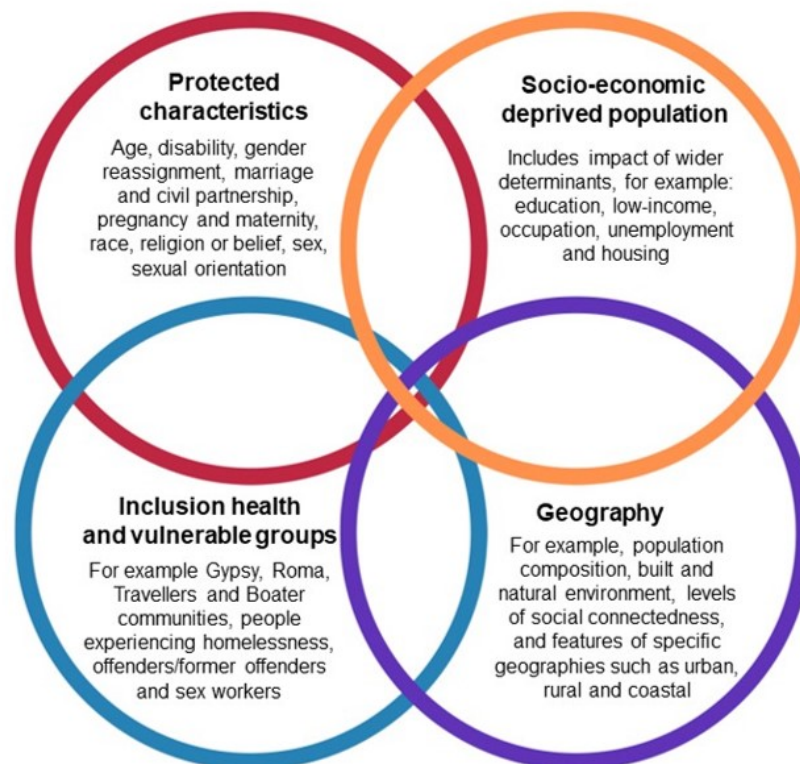 Protected
characteristics
Age, disability, gender
reassignment, marriage
and civil partnership,
pregnancy and maternity,
race, religion or belief, sex,
sexual orientation
Socio-economic
deprived population
Includes impact of wider
determinants, for example:
education, low-income,
occupation, unemployment
and housing
Inclusion health
and vulnerable groups
For example Gypsy, Roma,
Travellers and Boater
communities, people
experiencing homelessness,
offenders/former offenders
and sex workers
Geography
For example, population
composition, built and
natural environment, levels
of social connectedness,
and features of specific
geographies such as urban,
rural and coastal